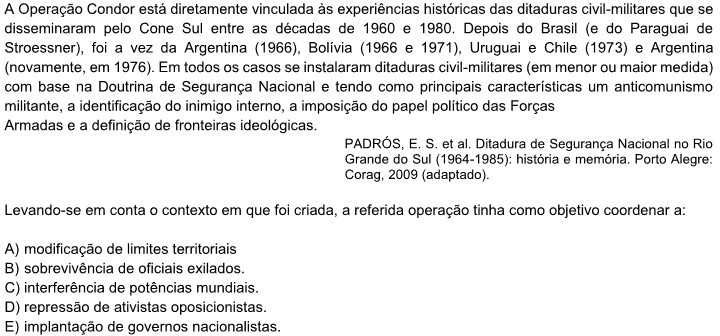 A Operação Condor está diretamente vinculada às experiências históricas das ditaduras civil-militares que se
disseminaram pelo Cone Sul entre as décadas de 1960 e 1980. Depois do Brasil (e do Paraguai de
Stroessner), foi a vez da Argentina (1966), Bolívia (1966 e 1971), Uruguai e Chile (1973) e Argentina
(novamente, em 1976). Em todos os casos se instalaram ditaduras civil-militares (em menor ou maior medida)
com base na Doutrina de Segurança Nacional e tendo como principais características um anticomunismo
militante, a identificação do inimigo interno, a imposição do papel político das Forças
Armadas e a definição de fronteiras ideológicas.
PADRÓS, E. S. et al. Ditadura de Segurança Nacional no Rio
Grande do Sul (1964-1985): história e memória. Porto Alegre:
Corag, 2009 (adaptado).
Levando-se em conta o contexto em que foi criada, a referida operação tinha como objetivo coordenar a:
A) modificação de limites territoriais
B) sobrevivência de oficiais exilados.
C) interferência de potências mundiais.
D) repressão de ativistas oposicionistas.
E) implantação de governos nacionalistas.